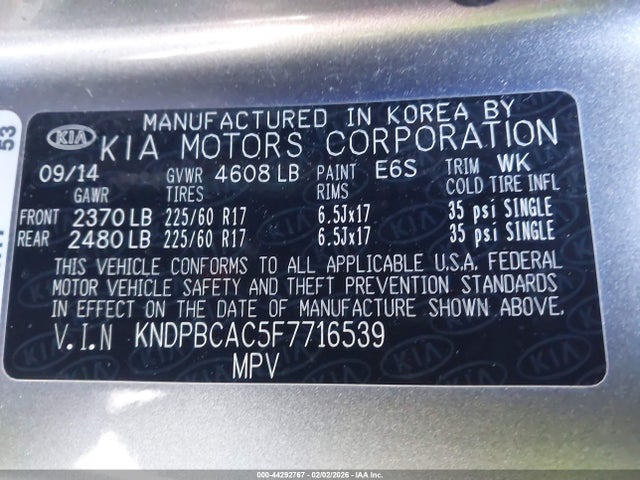 53
MANUFACTURED IN KOREA BY
KIA KIA MOTORS CORPORATION
09/14 GVWR 4608 LB PAINT E6S TRIM WK
GAWR TIRES RIMS COLD TIRE INFL
FRONT 2370 LB 225/60 R17 6.5Jx17 35 psi SINGLE
REAR 2480 LB 225/60 R17 6.5Jx17 35 psi SINGLE
THIS VEHICLE CONFORMS TO ALL APPLICABLE U.S.A. FEDERAL
MOTOR VEHICLE SAFETY AND THEFT PREVENTION STANDARDS
IN EFFECT ON THE DATE OF MANUFACTURE SHOWN ABOVE.
V.I.N KNDPBCAC5F7716539
MPV
000-44292767 - 02/02/2026 - IAA Inc.